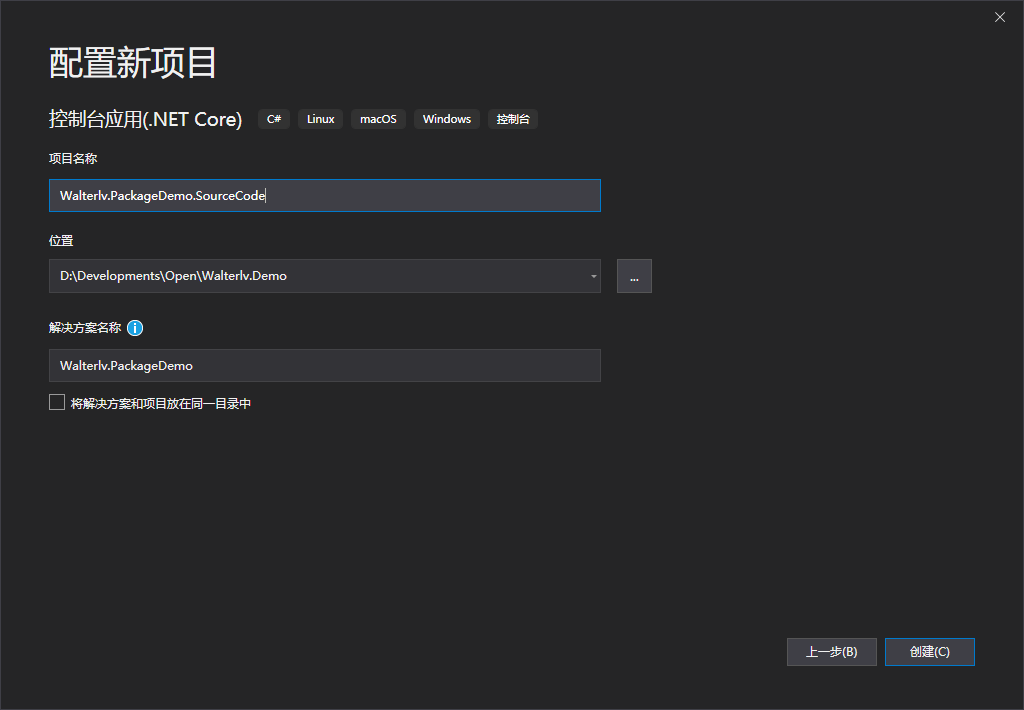 配置新项目
控制台应用(.NET Core) C# Linux macOS Windows 控制台
项目名称
Walterlv.PackageDemo.SourceCode
位置
D:\Developments\Open\Walterlv.Demo
...
解决方案名称
Walterlv.PackageDemo
将解决方案和项目放在同一目录中
上一步(B) 创建(C)